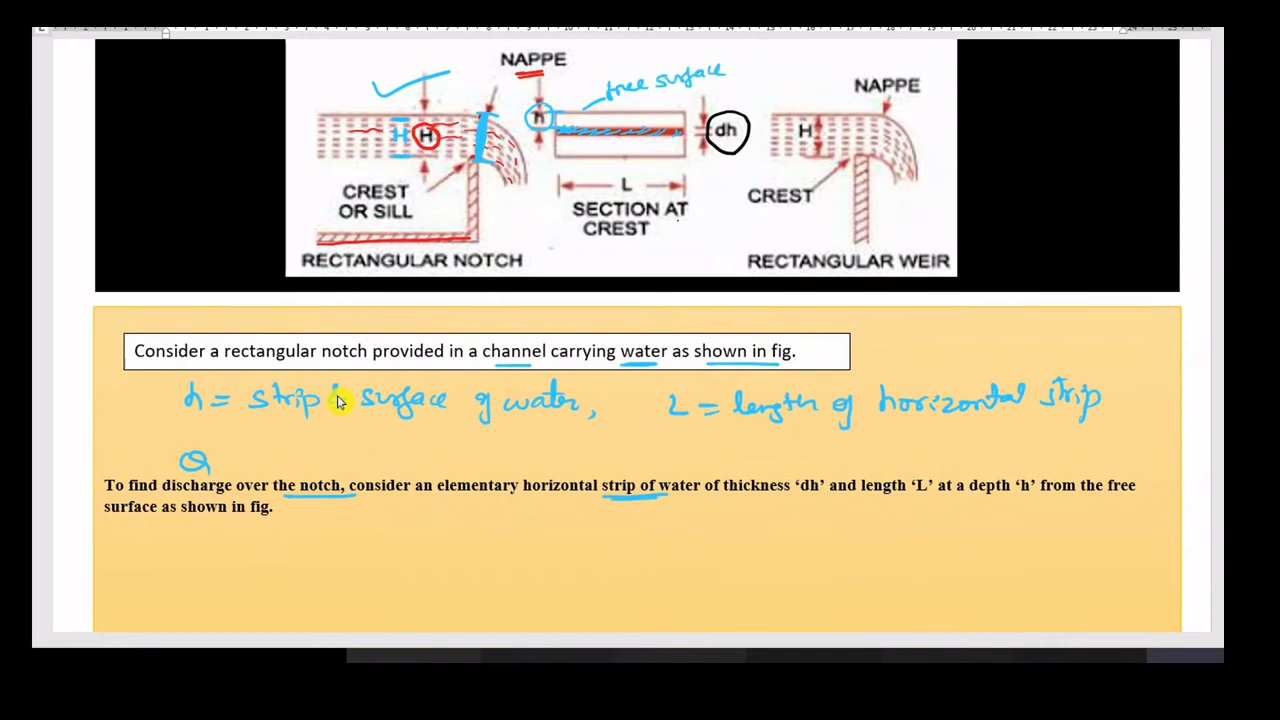 NAPPE
free surface
NAPPE
H H h dh H
L
CREST
OR SILL
SECTION AT
CREST
CREST
RECTANGULAR NOTCH
RECTANGULAR WEIR
Consider a rectangular notch provided in a channel carrying water as shown in fig.
h = strip & surface of water, L = length of horizontal strip
Q
To find discharge over the notch, consider an elementary horizontal strip of water of thickness ‘dh’ and length ‘L’ at a depth ‘h’ from the free
surface as shown in fig.